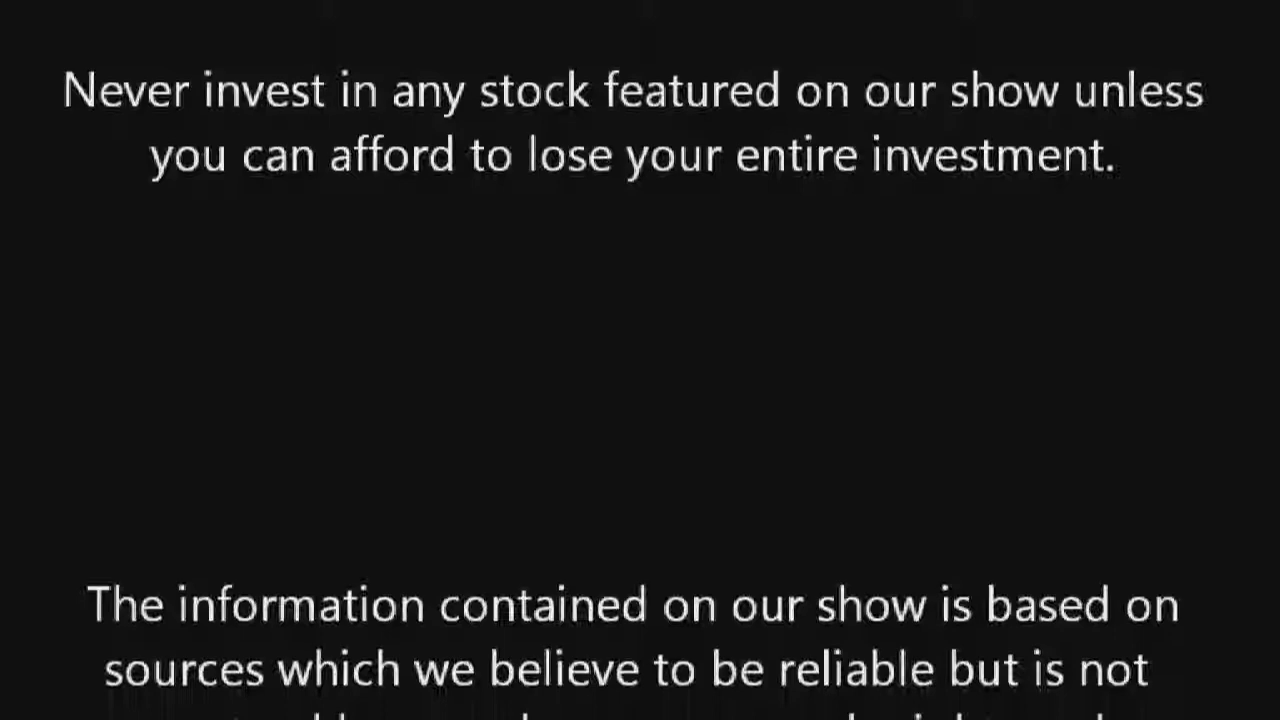 Never invest in any stock featured on our show unless
you can afford to lose your entire investment.
The information contained on our show is based on
sources which we believe to be reliable but is not